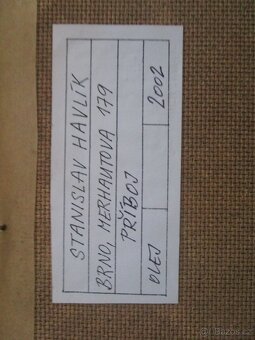 STANISLAV HAVLÍK
BRNO, MERHAUTOVA 179
PŘÍBOJ
OLEJ 2002